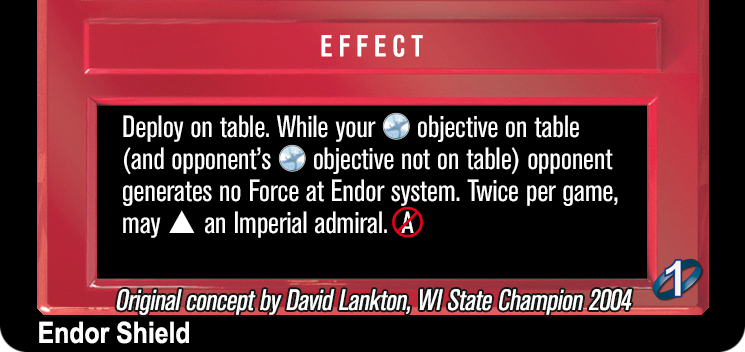 EFFECT
Deploy on table. While your objective on table
(and opponent's objective not on table) opponent
generates no Force at Endor system. Twice per game,
may ▲ an Imperial admiral. A
1
Original concept by David Lankton, WI State Champion 2004
Endor Shield